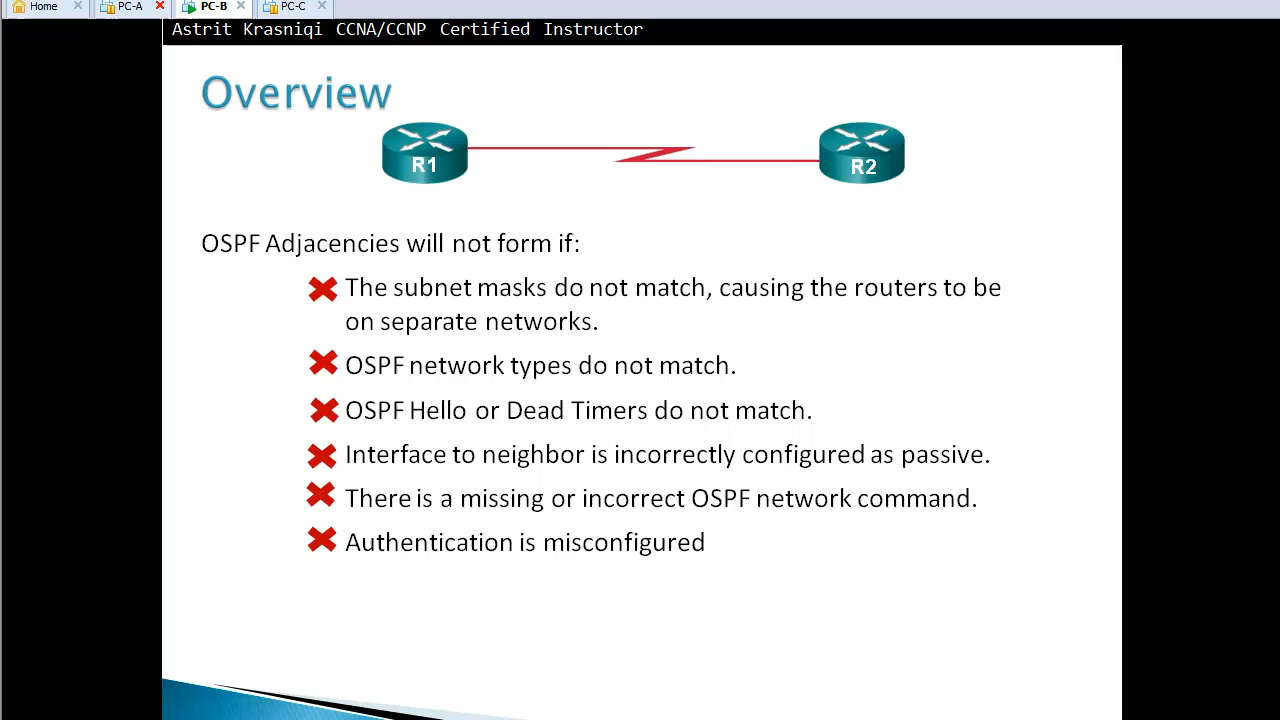 Home PC-A PC-B PC-C
Astrit Krasniqi CCNA/CCNP Certified Instructor
Overview
R1 R2
OSPF Adjacencies will not form if:
The subnet masks do not match, causing the routers to be
on separate networks.
OSPF network types do not match.
OSPF Hello or Dead Timers do not match.
Interface to neighbor is incorrectly configured as passive.
There is a missing or incorrect OSPF network command.
Authentication is misconfigured